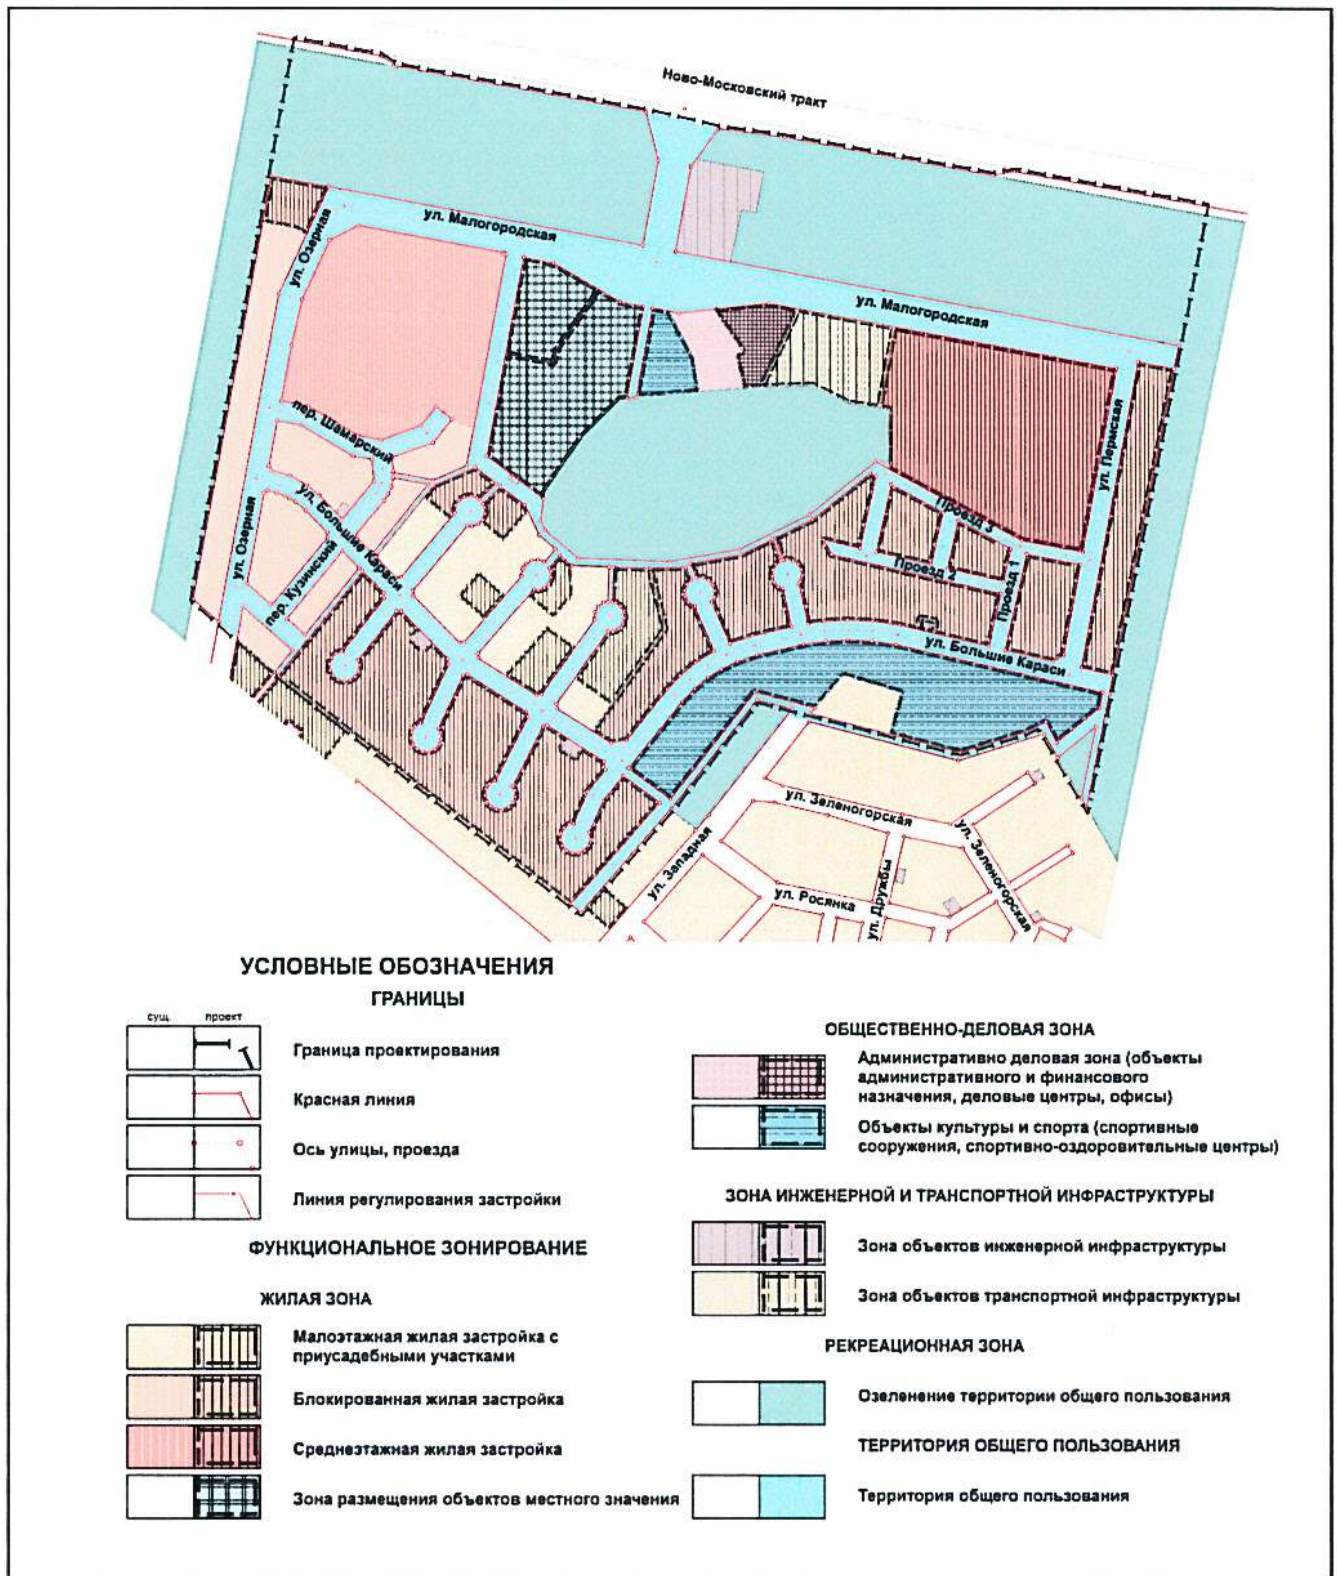 Ново-Московский тракт
ул. Малогородская
ул. Озерная
ул. Малогородская
ул. Пермская
пер. Шамарский
ул. Большие Караси
ул. Озерная
пер. Кузинский
Проезд 3
Проезд 2
Проезд 1
ул. Большие Караси
ул. Зеленогорская
ул. Зеленогорская
ул. Западная
ул. Дружбы
ул. Росянка
УСЛОВНЫЕ ОБОЗНАЧЕНИЯ
ГРАНИЦЫ
сущ. проект
Граница проектирования
Красная линия
Ось улицы, проезда
Линия регулирования застройки
ФУНКЦИОНАЛЬНОЕ ЗОНИРОВАНИЕ
ЖИЛАЯ ЗОНА
Малоэтажная жилая застройка с
приусадебными участками
Блокированная жилая застройка
Среднеэтажная жилая застройка
Зона размещения объектов местного значения
ОБЩЕСТВЕННО-ДЕЛОВАЯ ЗОНА
Административно деловая зона (объекты
административного и финансового
назначения, деловые центры, офисы)
Объекты культуры и спорта (спортивные
сооружения, спортивно-оздоровительные центры)
ЗОНА ИНЖЕНЕРНОЙ И ТРАНСПОРТНОЙ ИНФРАСТРУКТУРЫ
Зона объектов инженерной инфраструктуры
Зона объектов транспортной инфраструктуры
РЕКРЕАЦИОННАЯ ЗОНА
Озеленение территории общего пользования
ТЕРРИТОРИЯ ОБЩЕГО ПОЛЬЗОВАНИЯ
Территория общего пользования